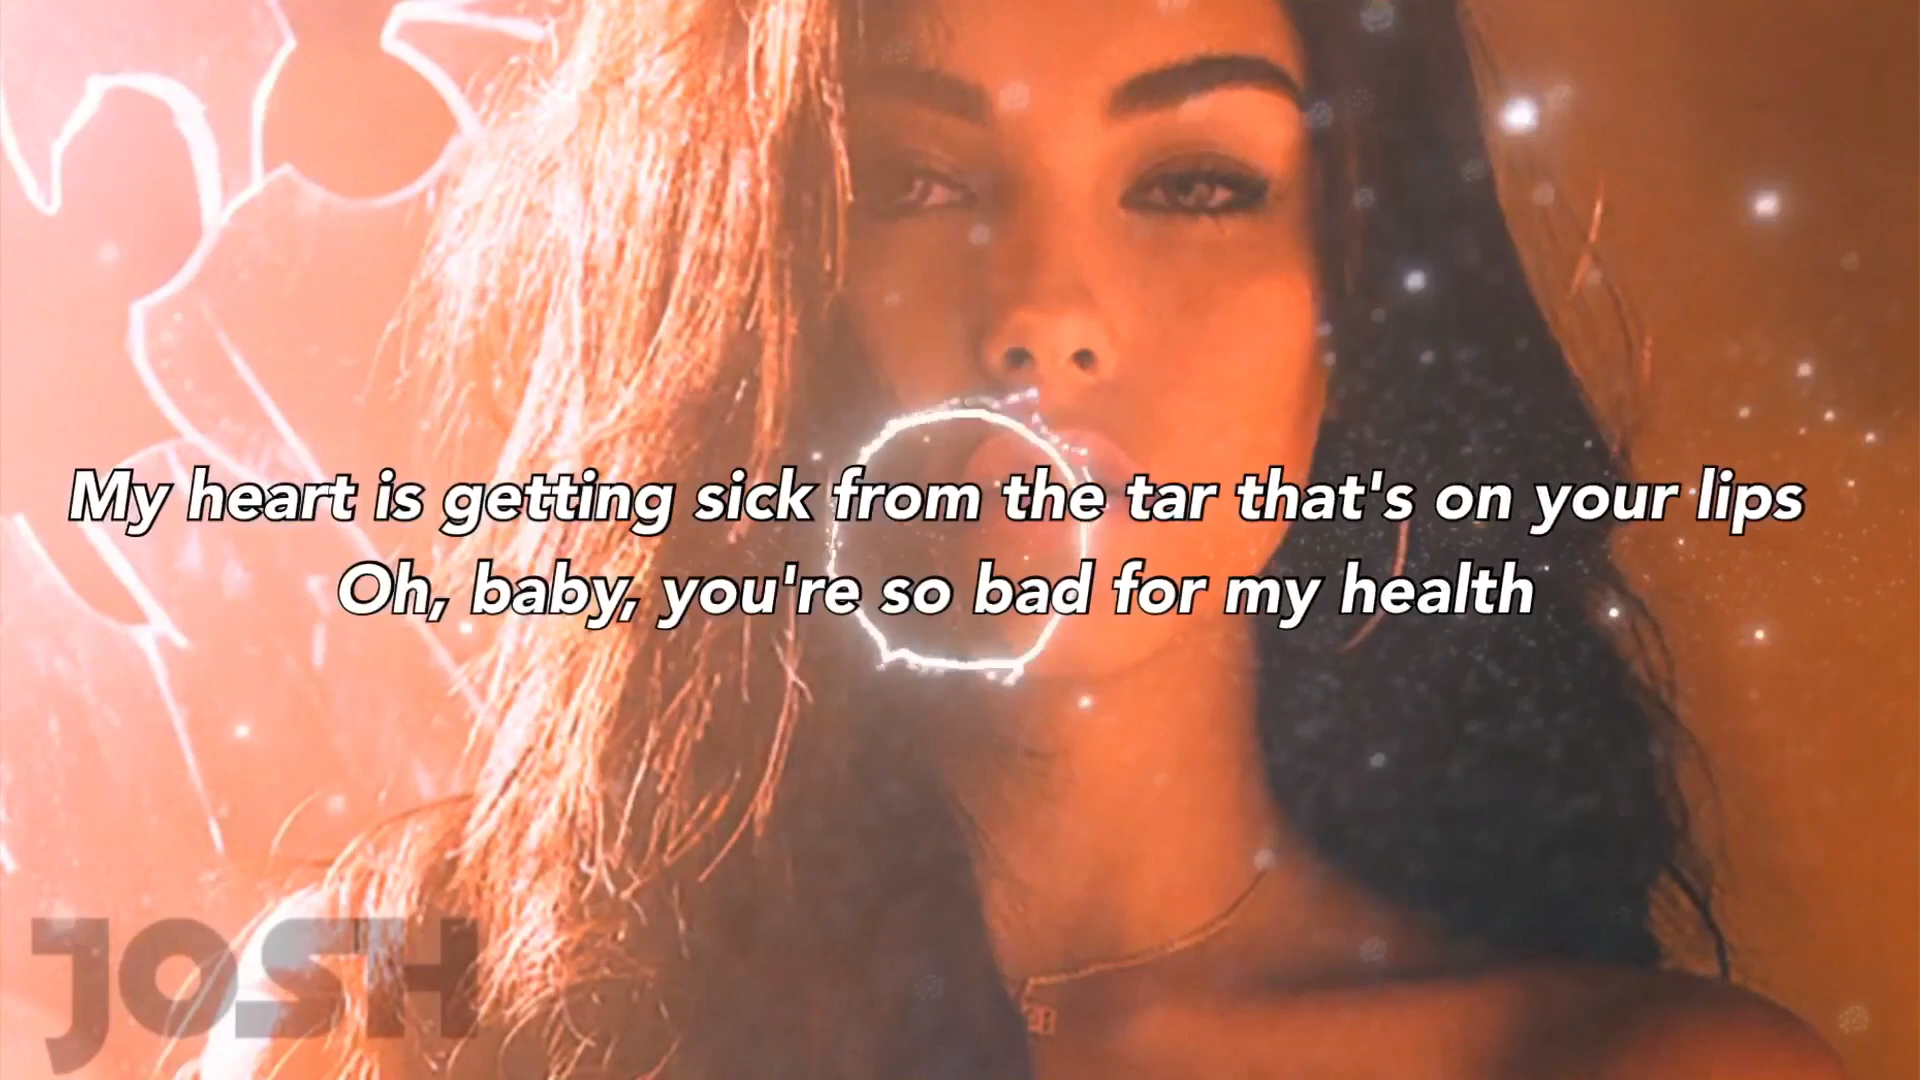 My heart is getting sick from the tar that's on your lips
Oh, baby, you're so bad for my health
JOSH